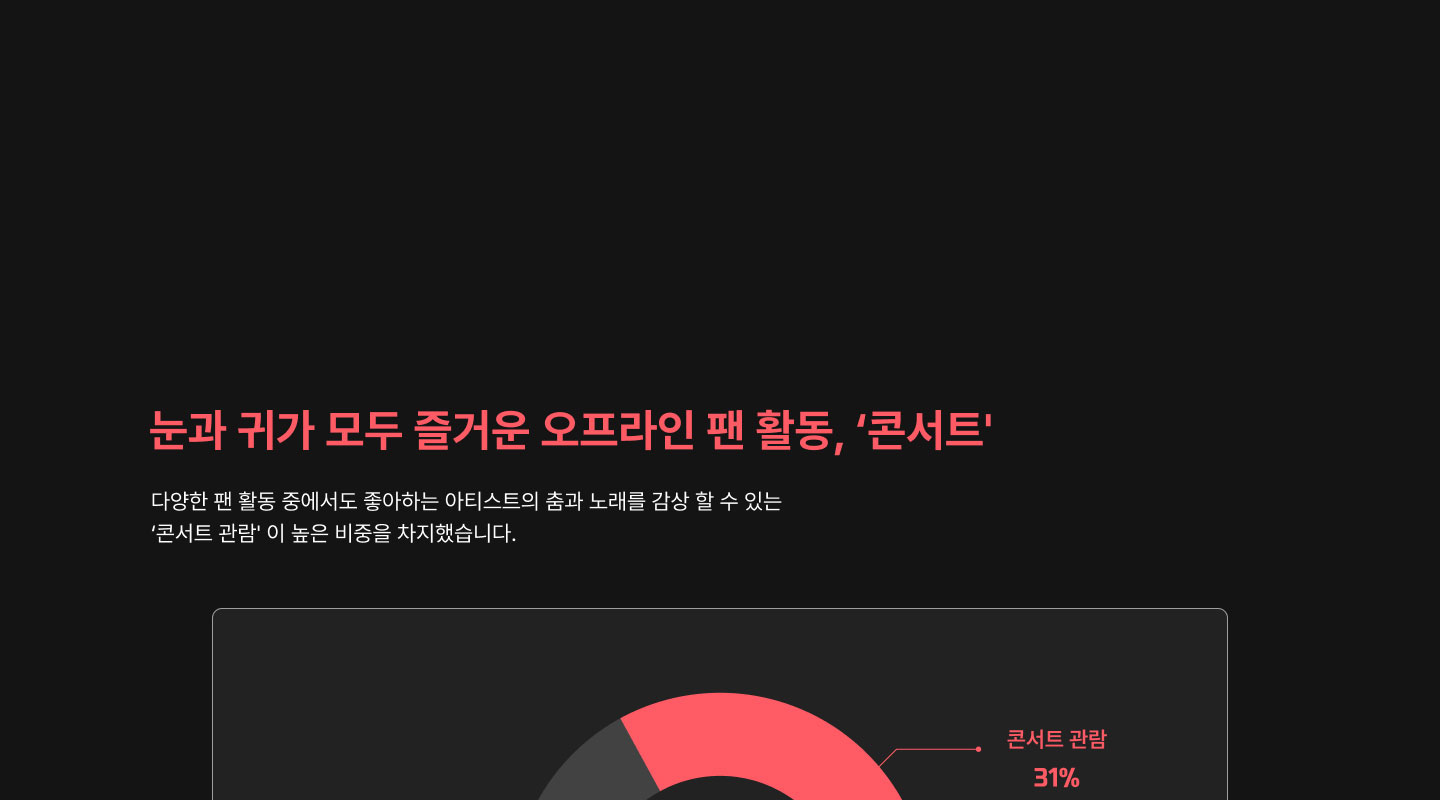 눈과 귀가 모두 즐거운 오프라인 팬 활동, ‘콘서트'
다양한 팬 활동 중에서도 좋아하는 아티스트의 춤과 노래를 감상 할 수 있는
‘콘서트 관람' 이 높은 비중을 차지했습니다.
콘서트 관람
31%